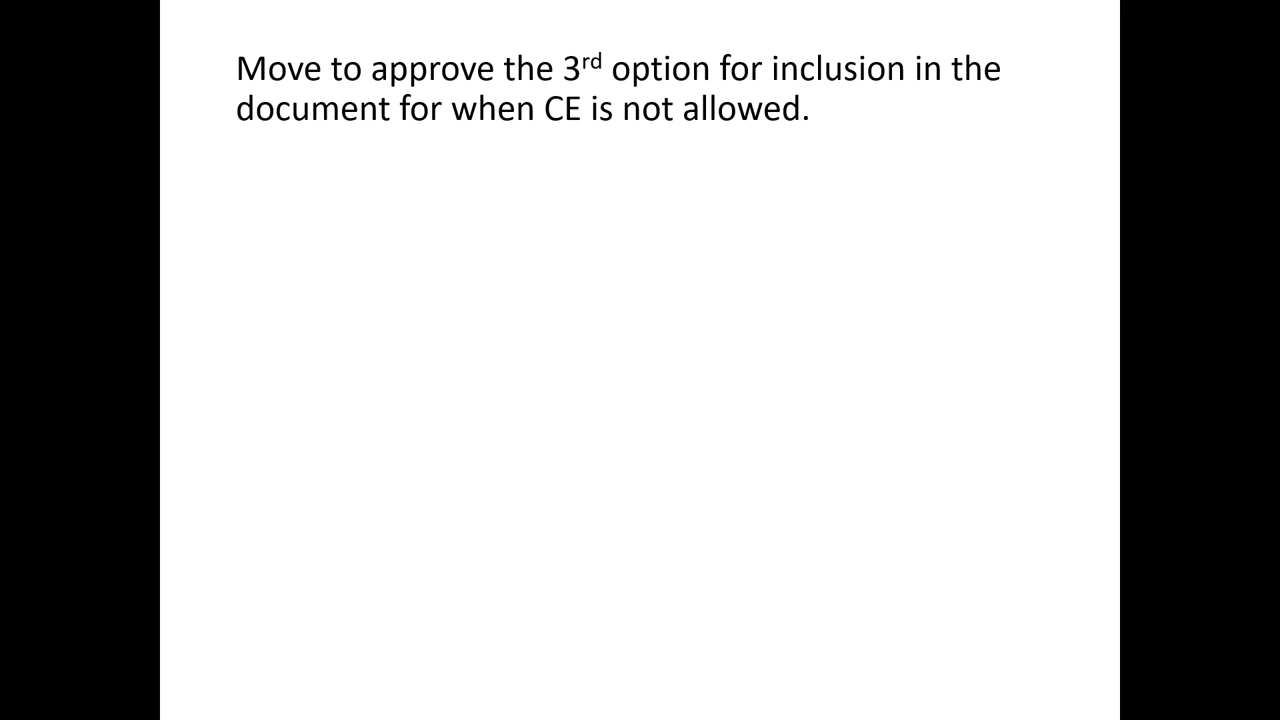 Move to approve the 3rd option for inclusion in the
document for when CE is not allowed.